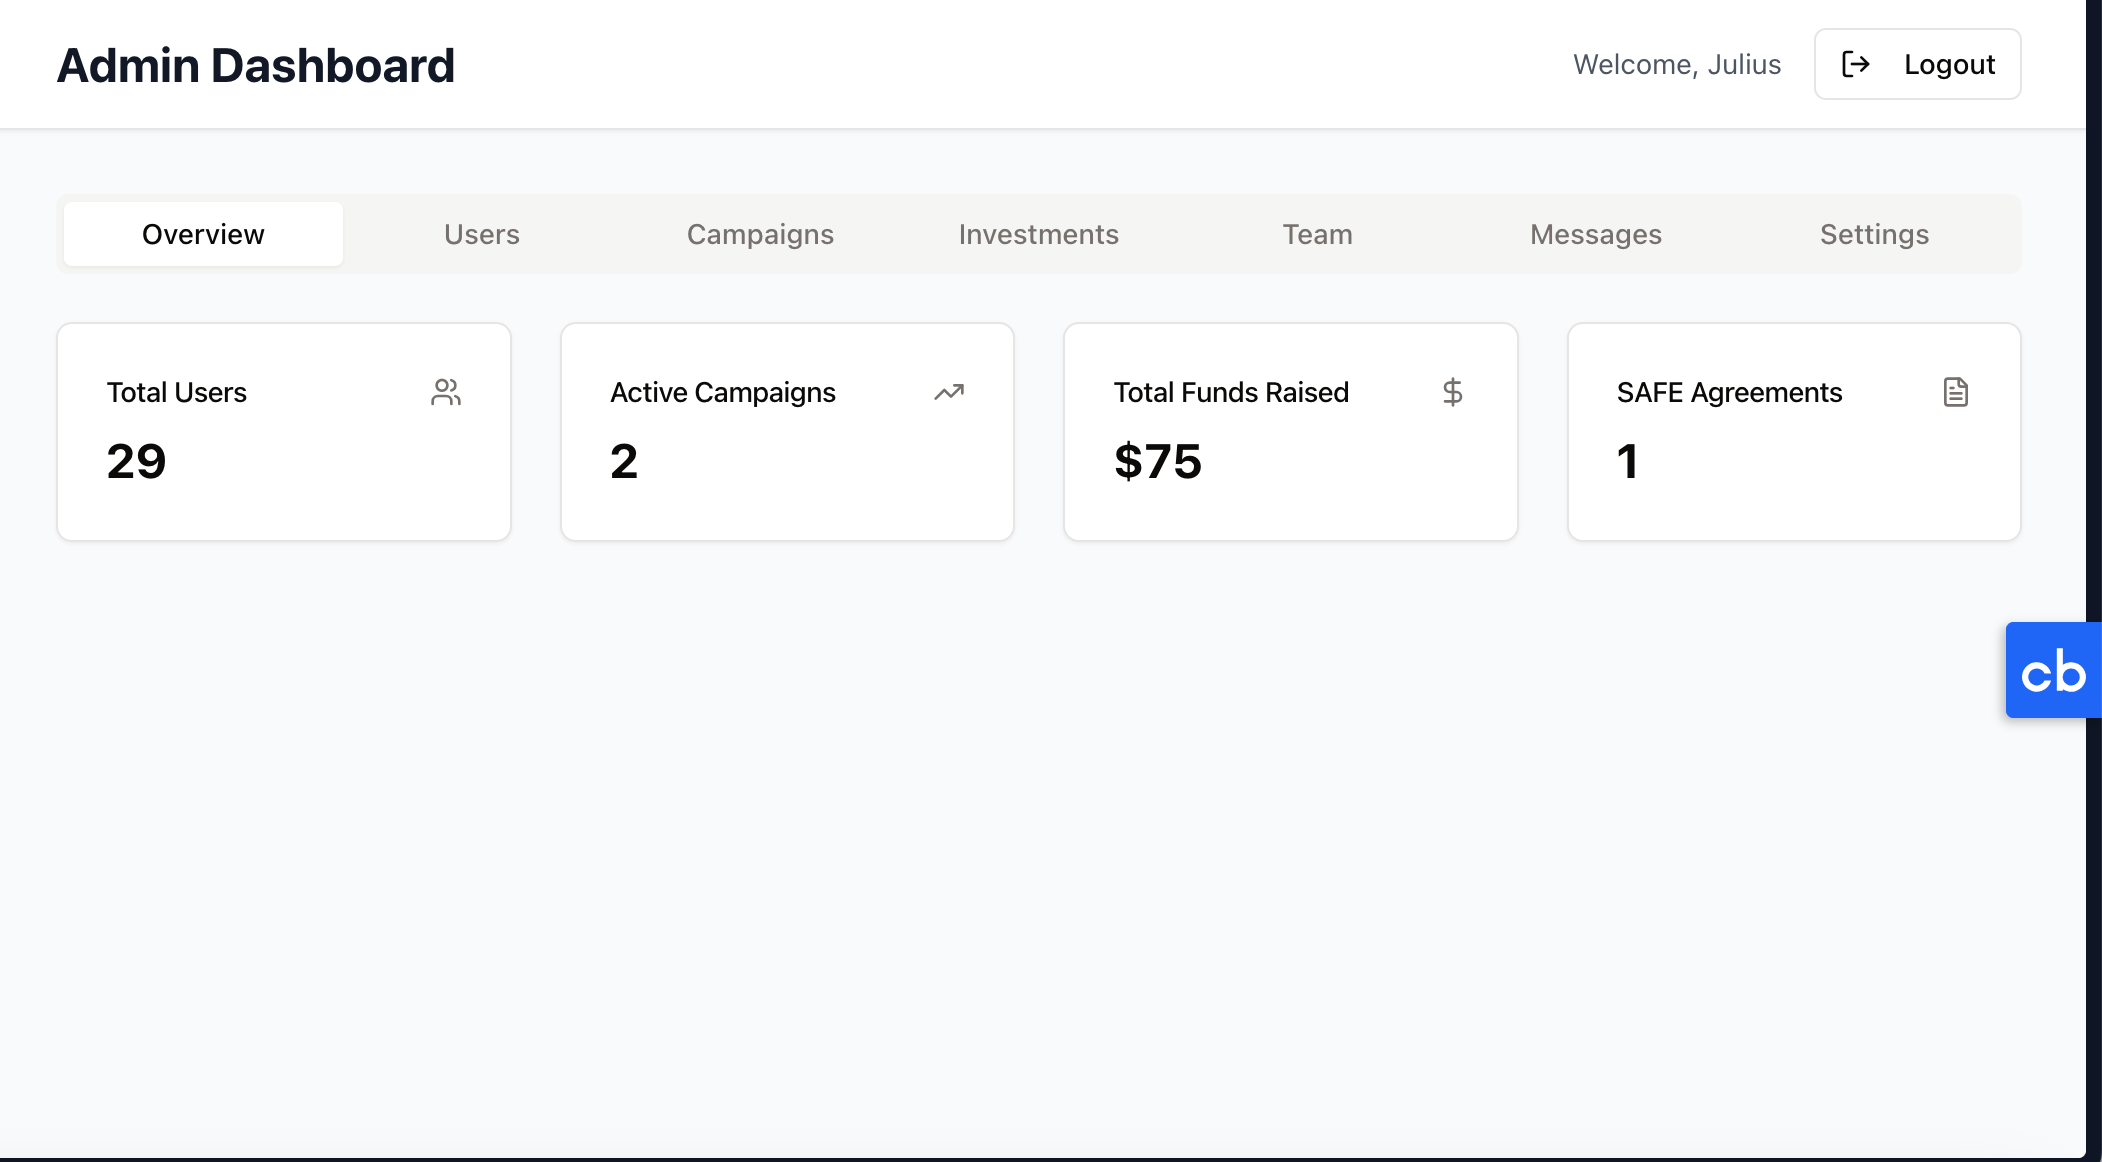 Admin Dashboard
Welcome, Julius
Logout
Overview
Users
Campaigns
Investments
Team
Messages
Settings
Total Users
29
Active Campaigns
2
Total Funds Raised
$75
SAFE Agreements
1
cb